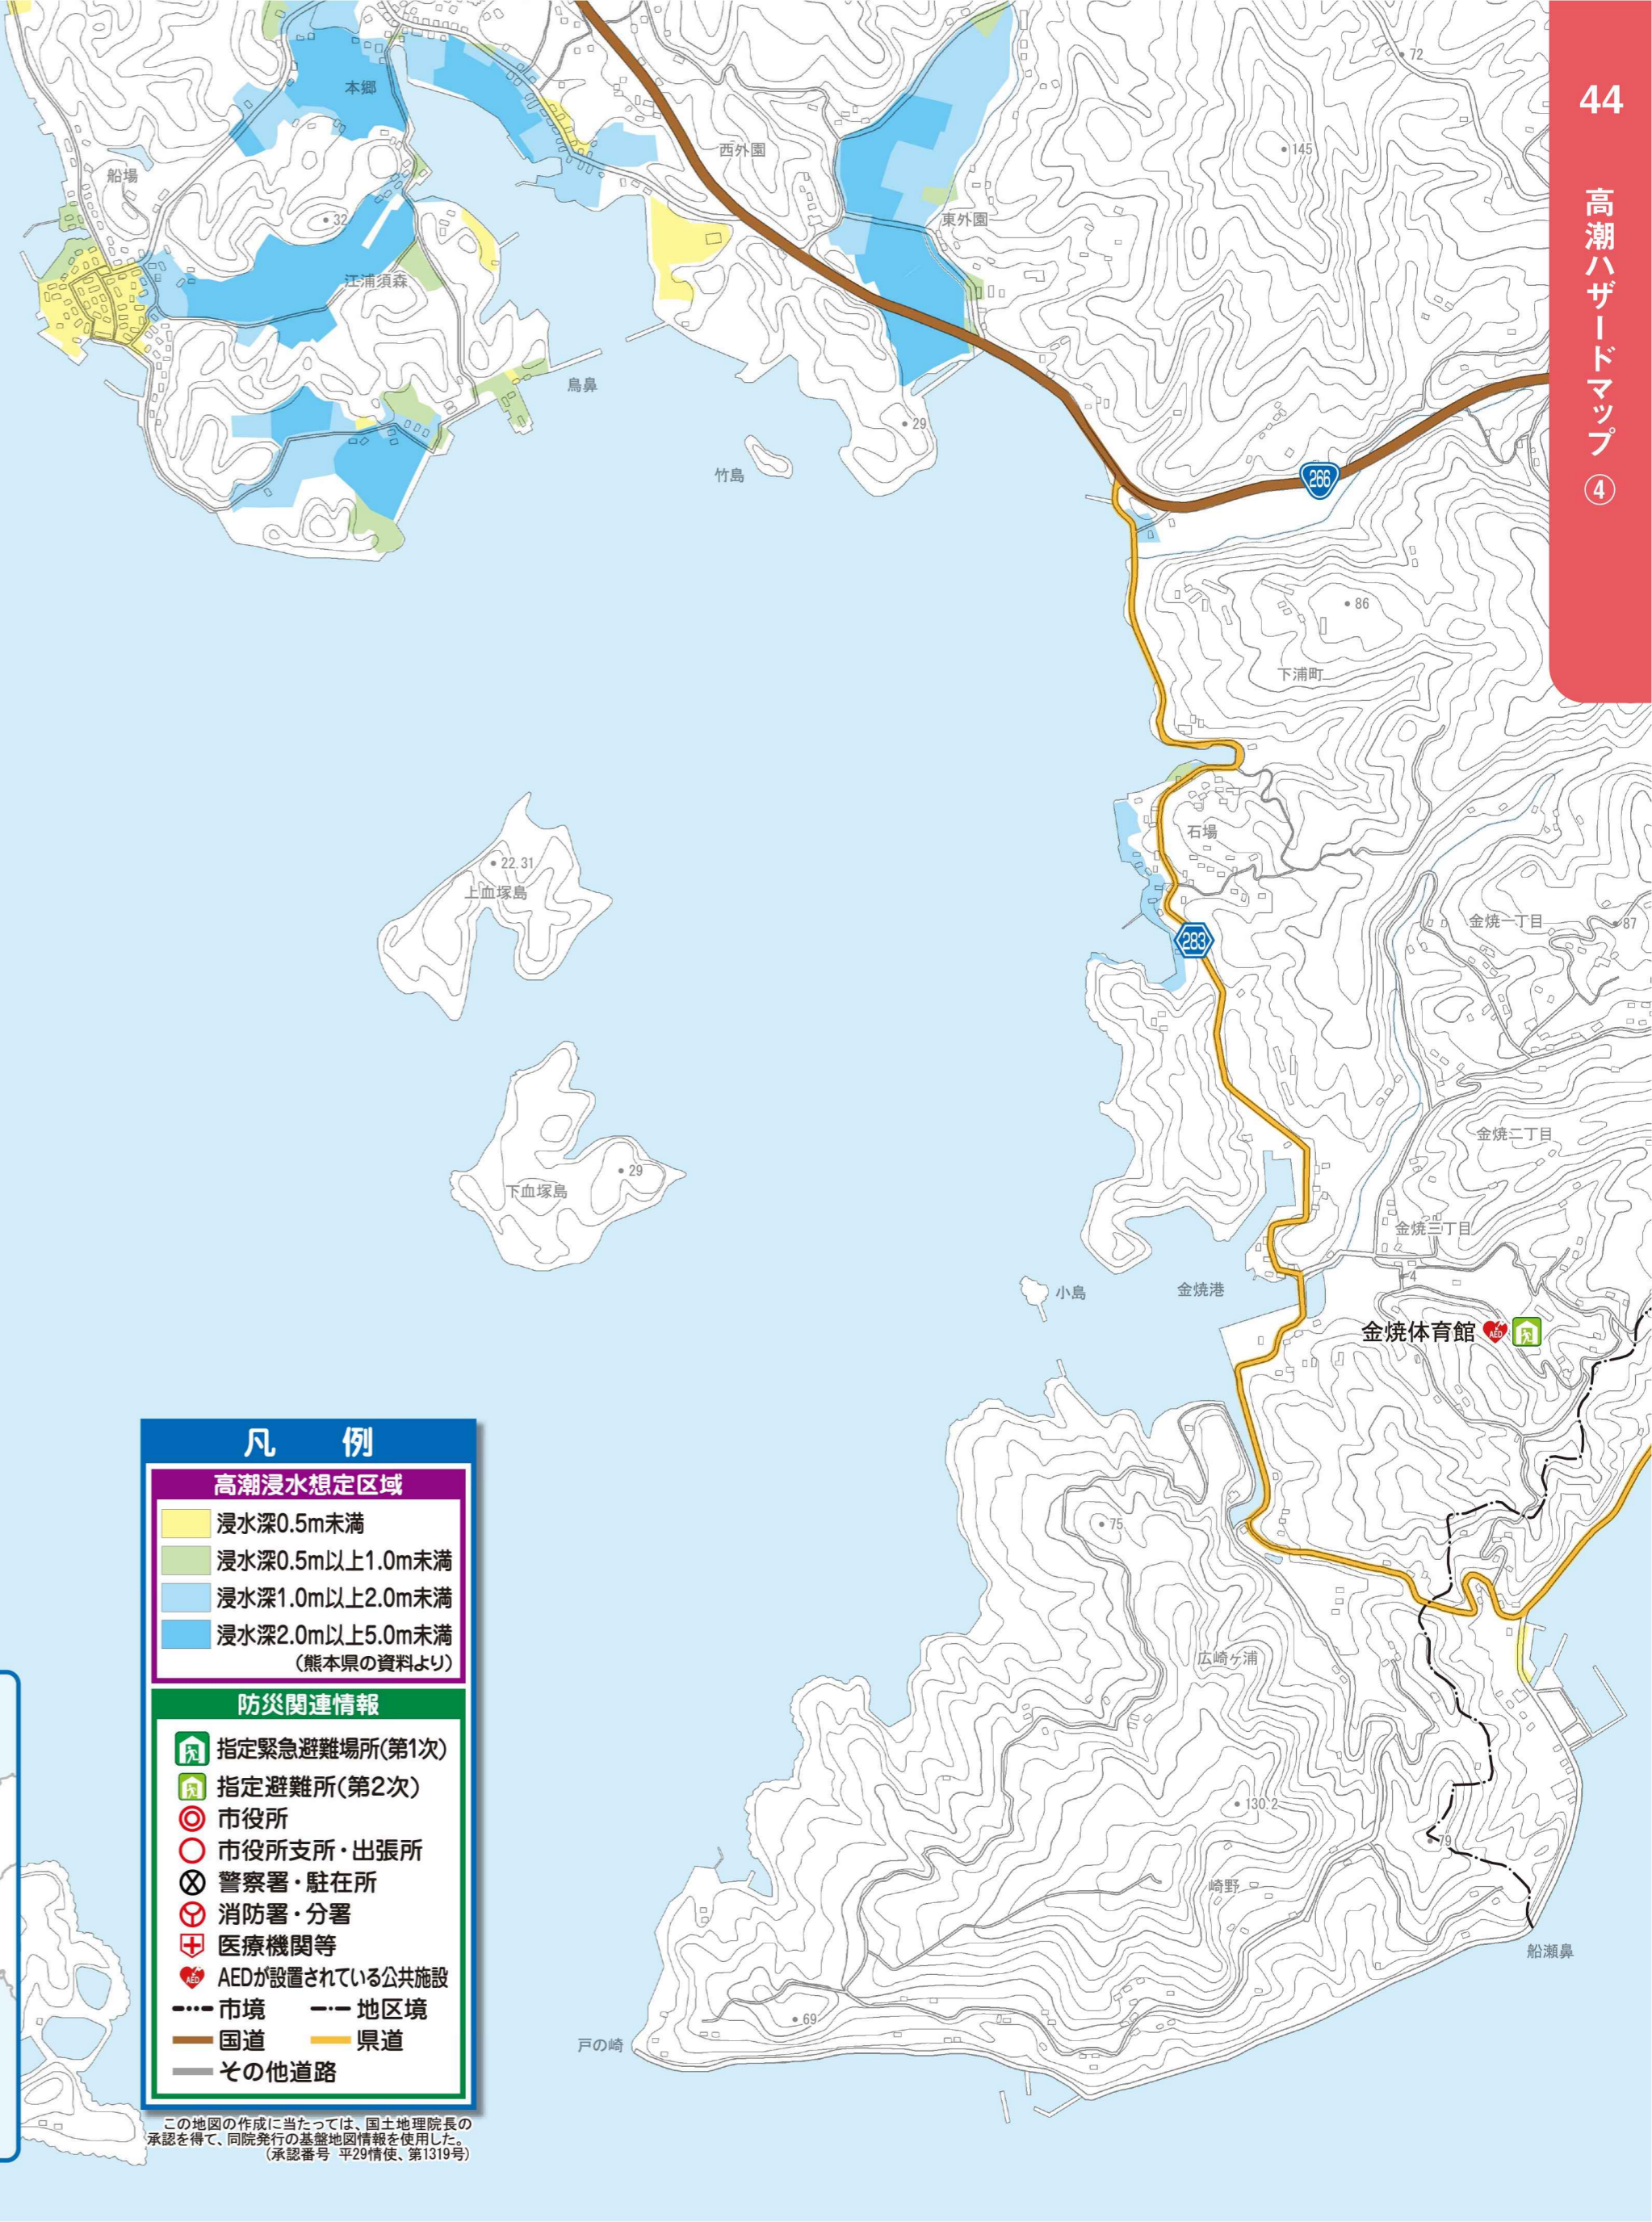 44
高潮ハザードマップ ④
72
本郷
145
西外園
船場
東外園
32
江浦須森
鳥鼻
29
竹島
266
86
下浦町
石場
22.31
上血塚島
金焼一丁目
87
283
金焼二丁目
29
下血塚島
金焼三丁目
4
小島
金焼港
金焼体育館
AED
75
広崎ヶ浦
130.2
79
崎野
船瀬鼻
69
戸の崎
凡 例
高潮浸水想定区域
浸水深0.5m未満
浸水深0.5m以上1.0m未満
浸水深1.0m以上2.0m未満
浸水深2.0m以上5.0m未満
(熊本県の資料より)
防災関連情報
指定緊急避難場所(第1次)
指定避難所(第2次)
市役所
市役所支所・出張所
警察署・駐在所
消防署・分署
医療機関等
AED
AEDが設置されている公共施設
市境 地区境
国道 県道
その他道路
この地図の作成に当たっては、国土地理院長の
承認を得て、同院発行の基盤地図情報を使用した。
(承認番号 平29情使、第1319号)